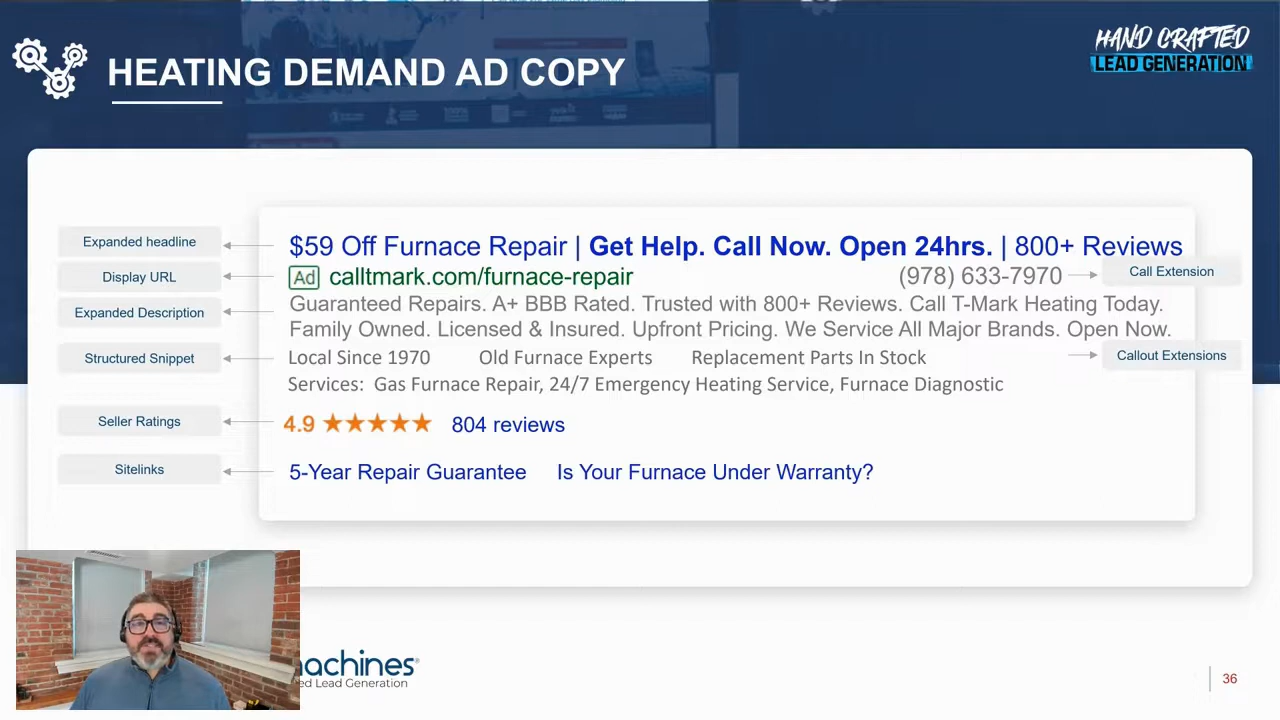 HEATING DEMAND AD COPY
HAND CRAFTED
LEAD GENERATION
Expanded headline
$59 Off Furnace Repair | Get Help. Call Now. Open 24hrs. | 800+ Reviews
Display URL
Ad calltmark.com/furnace-repair
(978) 633-7970
Call Extension
Expanded Description
Guaranteed Repairs. A+ BBB Rated. Trusted with 800+ Reviews. Call T-Mark Heating Today.
Family Owned. Licensed & Insured. Upfront Pricing. We Service All Major Brands. Open Now.
Structured Snippet
Local Since 1970 Old Furnace Experts Replacement Parts In Stock
Callout Extensions
Services: Gas Furnace Repair, 24/7 Emergency Heating Service, Furnace Diagnostic
Seller Ratings
4.9 ★★★★★ 804 reviews
Sitelinks
5-Year Repair Guarantee Is Your Furnace Under Warranty?
achines®
ed Lead Generation
36